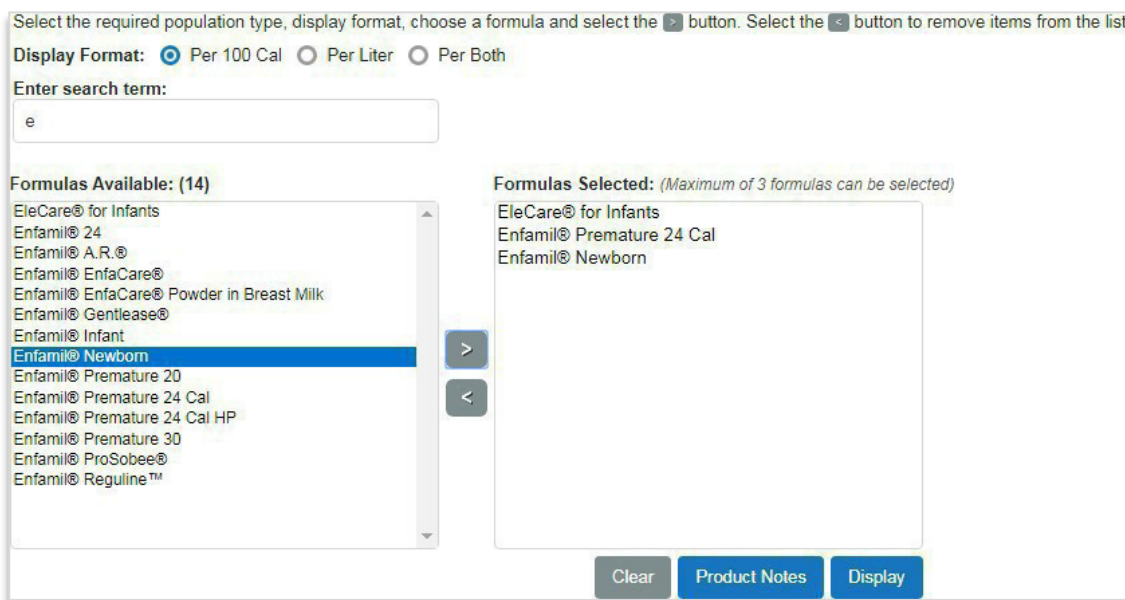 Select the required population type, display format, choose a formula and select the > button. Select the < button to remove items from the list
Display Format: Per 100 Cal Per Liter Per Both
Enter search term:
e
Formulas Available: (14)
EleCare® for Infants
Enfamil® 24
Enfamil® A.R.®
Enfamil® EnfaCare®
Enfamil® EnfaCare® Powder in Breast Milk
Enfamil® Gentlease®
Enfamil® Infant
Enfamil® Newborn
Enfamil® Premature 20
Enfamil® Premature 24 Cal
Enfamil® Premature 24 Cal HP
Enfamil® Premature 30
Enfamil® ProSobee®
Enfamil® Reguline™
>
<
Formulas Selected: (Maximum of 3 formulas can be selected)
EleCare® for Infants
Enfamil® Premature 24 Cal
Enfamil® Newborn
Clear Product Notes Display